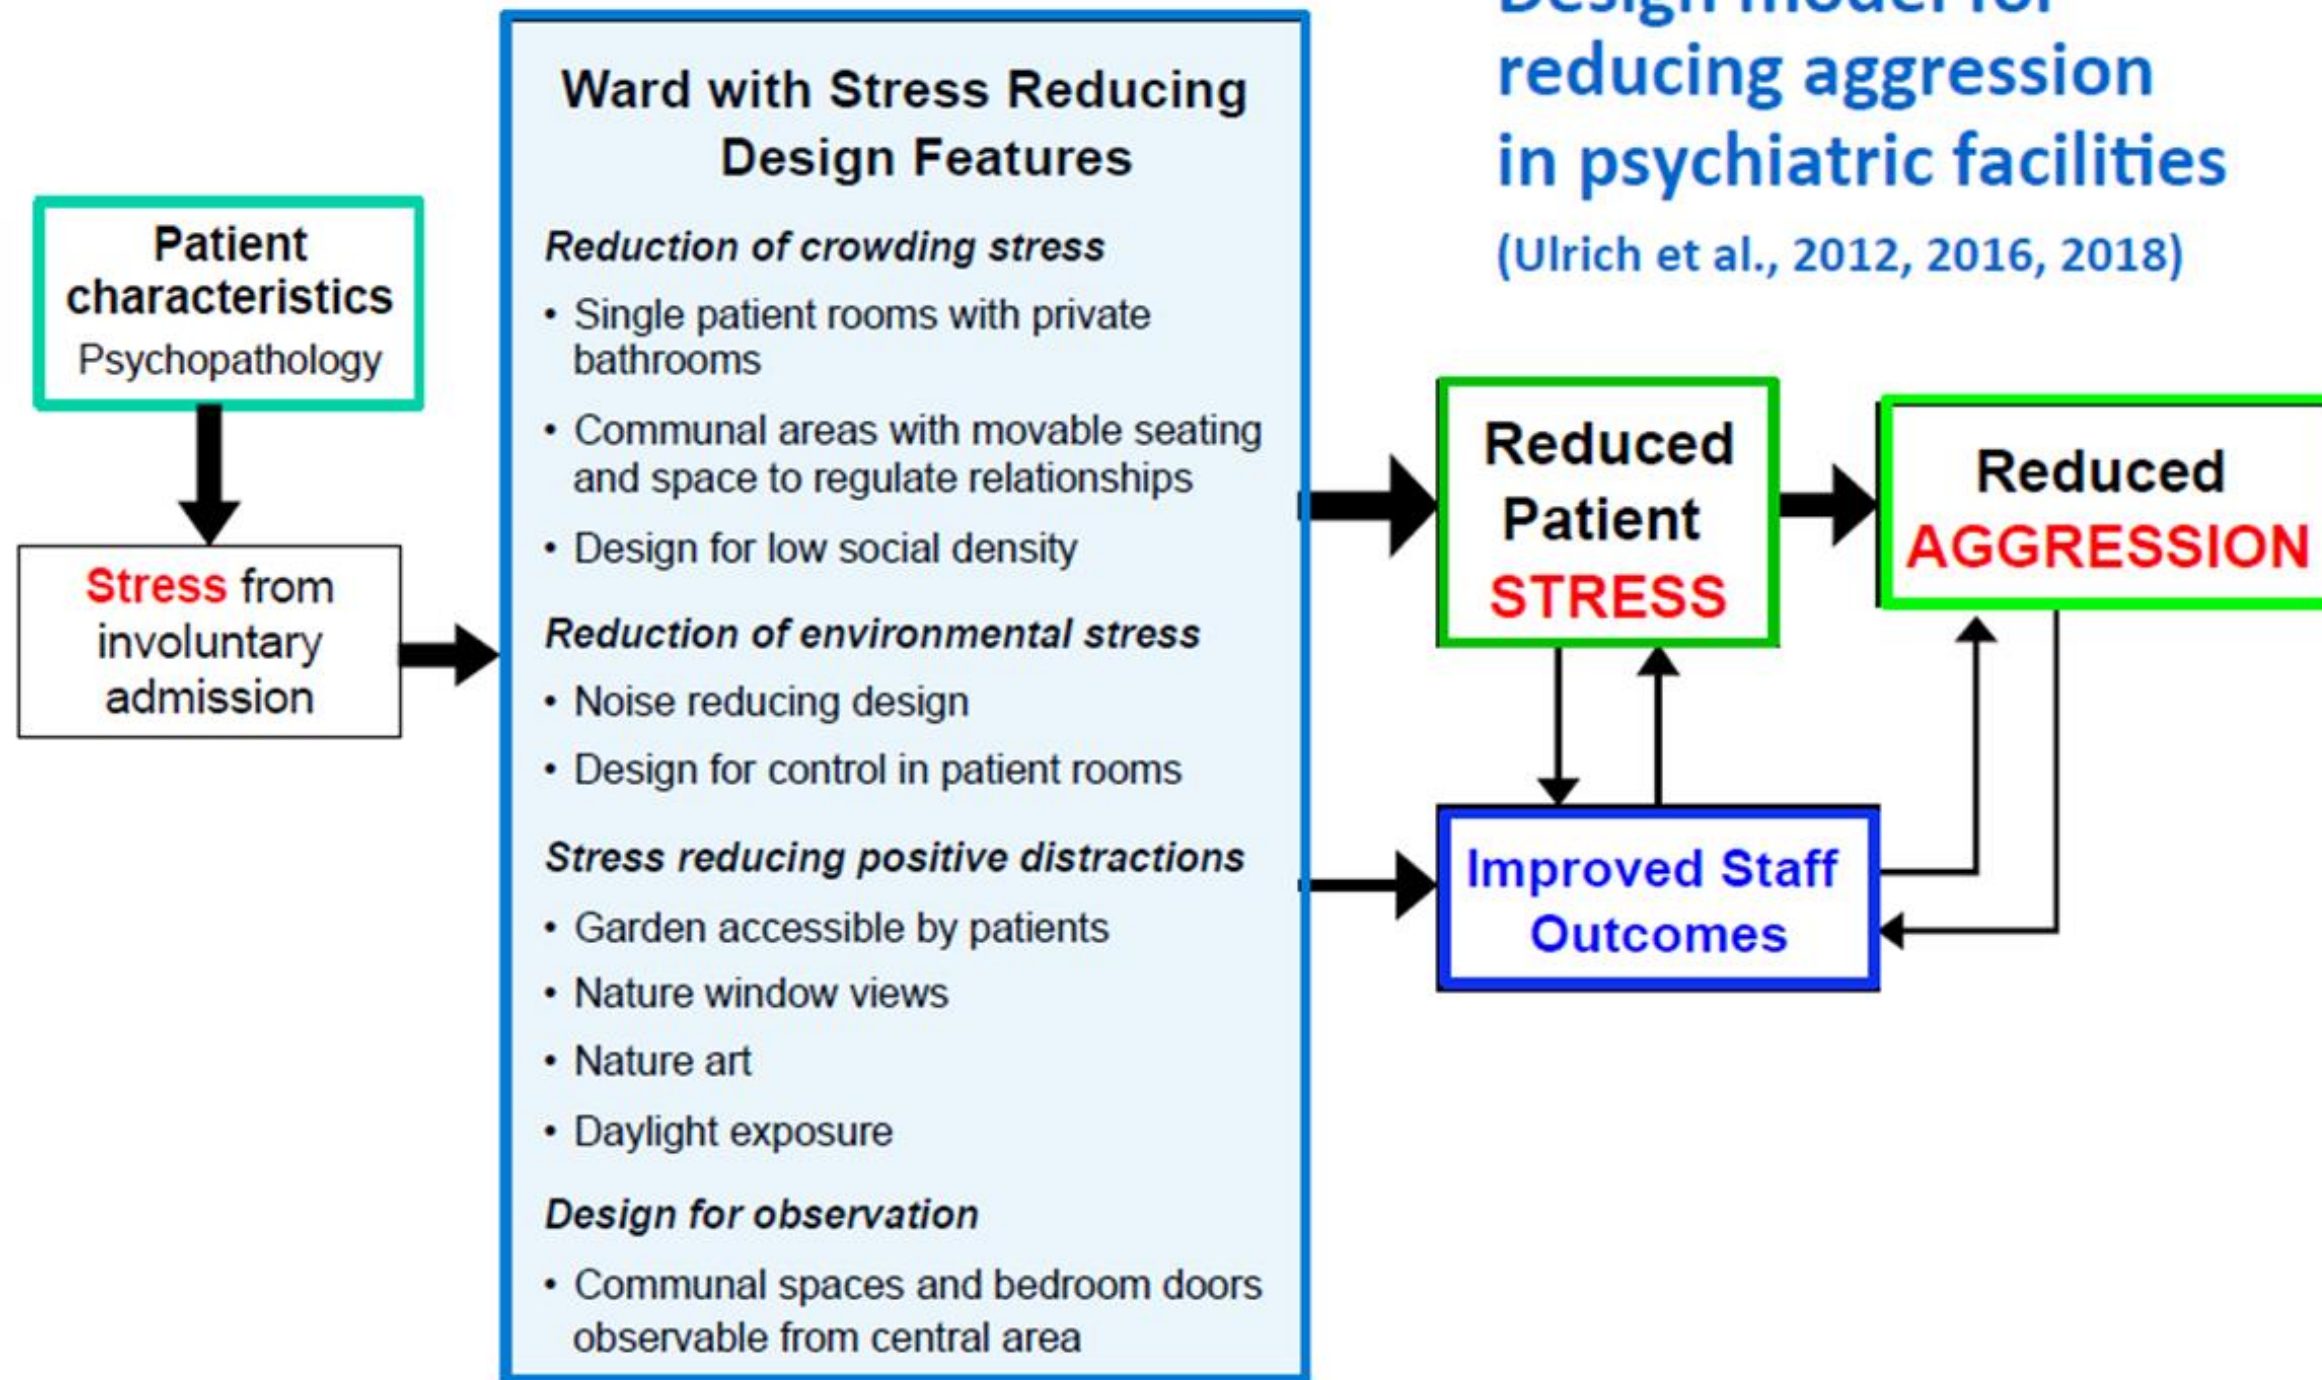 Design model for
reducing aggression
in psychiatric facilities
(Ulrich et al., 2012, 2016, 2018)
Patient
characteristics
Psychopathology
Stress from
involuntary
admission
Ward with Stress Reducing
Design Features
Reduction of crowding stress
• Single patient rooms with private
bathrooms
• Communal areas with movable seating
and space to regulate relationships
• Design for low social density
Reduction of environmental stress
• Noise reducing design
• Design for control in patient rooms
Stress reducing positive distractions
• Garden accessible by patients
• Nature window views
• Nature art
• Daylight exposure
Design for observation
• Communal spaces and bedroom doors
observable from central area
Reduced
Patient
STRESS
Reduced
AGGRESSION
Improved Staff
Outcomes